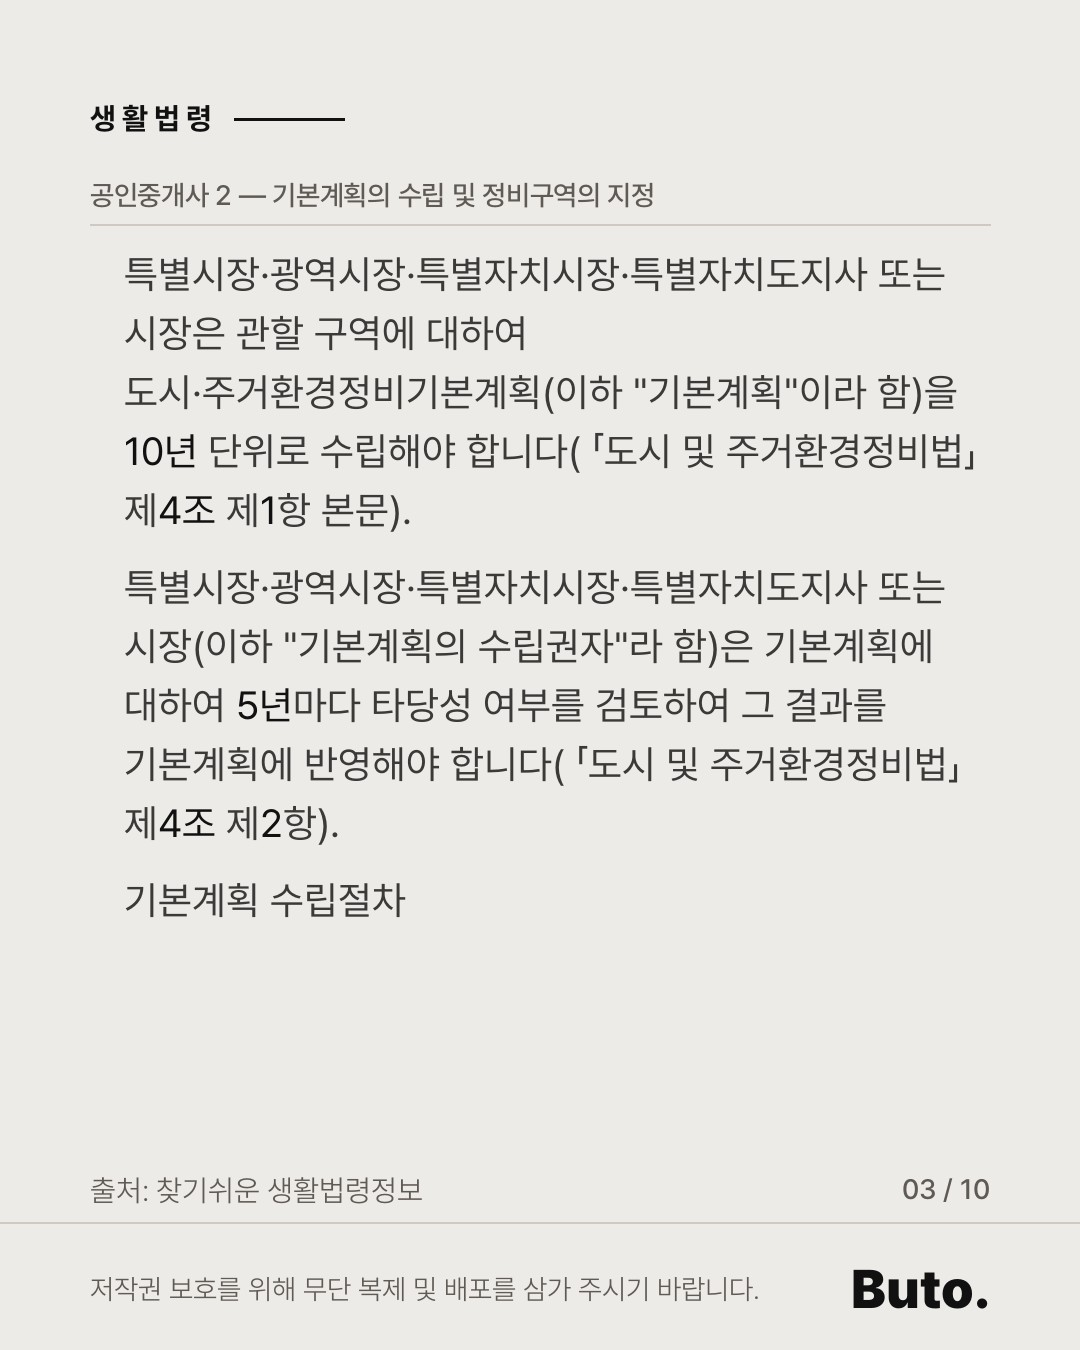 생활법령
공인중개사 2 — 기본계획의 수립 및 정비구역의 지정
특별시장·광역시장·특별자치시장·특별자치도지사 또는
시장은 관할 구역에 대하여
도시·주거환경정비기본계획(이하 "기본계획"이라 함)을
10년 단위로 수립해야 합니다(「도시 및 주거환경정비법」
제4조 제1항 본문).
특별시장·광역시장·특별자치시장·특별자치도지사 또는
시장(이하 "기본계획의 수립권자"라 함)은 기본계획에
대하여 5년마다 타당성 여부를 검토하여 그 결과를
기본계획에 반영해야 합니다(「도시 및 주거환경정비법」
제4조 제2항).
기본계획 수립절차
출처: 찾기쉬운 생활법령정보
03 / 10
저작권 보호를 위해 무단 복제 및 배포를 삼가 주시기 바랍니다.
Buto.